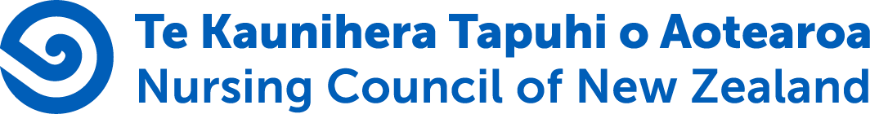 Te Kaunihera Tapuhi o Aotearoa
Nursing Council of New Zealand